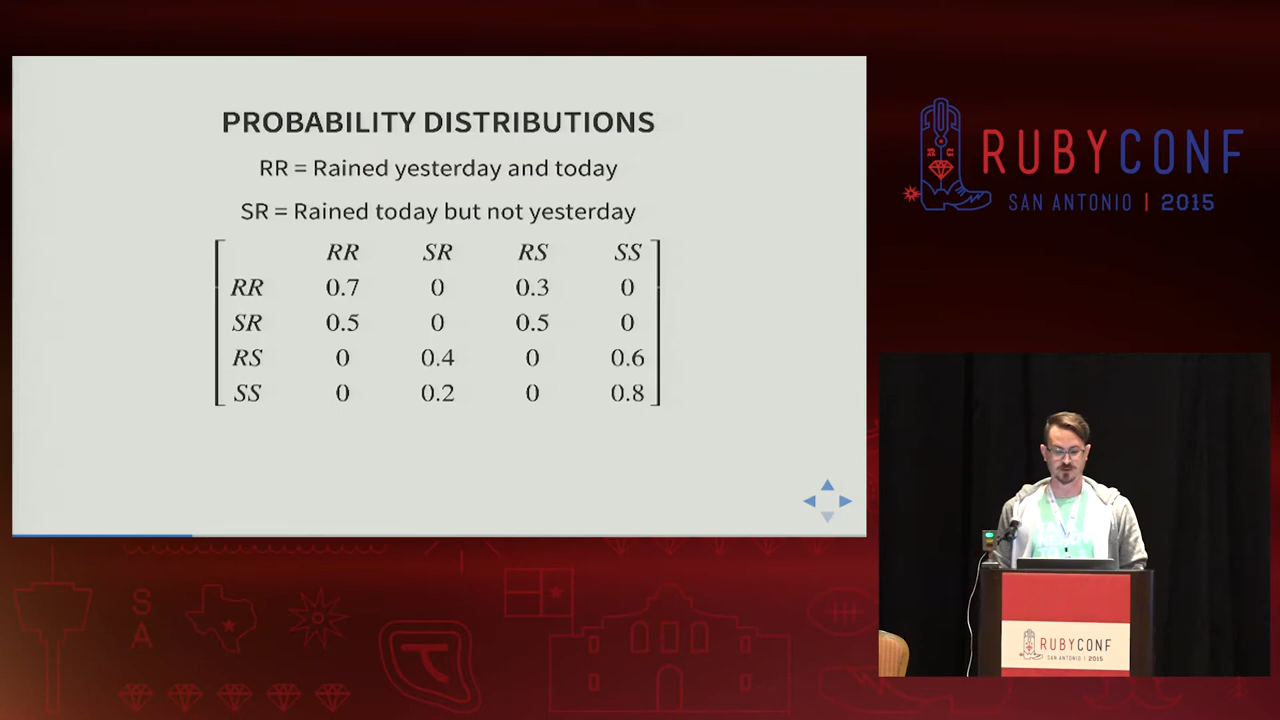 PROBABILITY DISTRIBUTIONS
RR = Rained yesterday and today
SR = Rained today but not yesterday
RR SR RS SS
RR 0.7 0 0.3 0
SR 0.5 0 0.5 0
RS 0 0.4 0 0.6
SS 0 0.2 0 0.8
RC
RUBYCONF
SAN ANTONIO | 2015
S
A
RUBYCONF
SAN ANTONIO | 2015